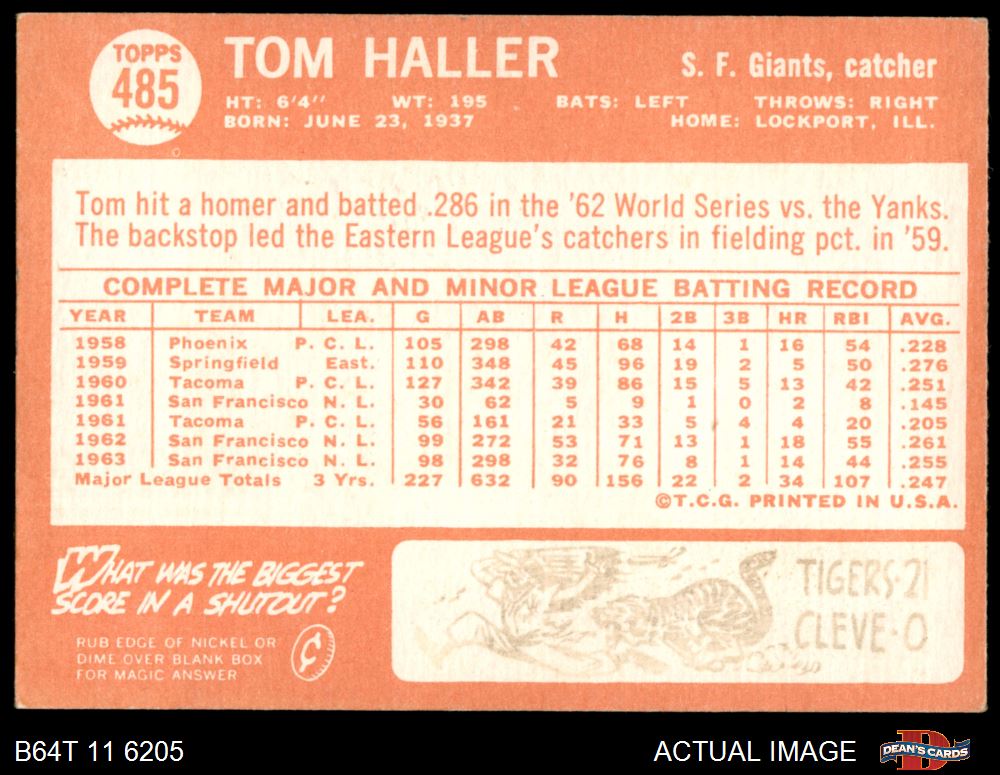 TOPPS
485
TOM HALLER
S. F. Giants, catcher
HT: 6'4" WT: 195 BATS: LEFT THROWS: RIGHT
BORN: JUNE 23, 1937 HOME: LOCKPORT, ILL.
Tom hit a homer and batted .286 in the '62 World Series vs. the Yanks.
The backstop led the Eastern League's catchers in fielding pct. in '59.
COMPLETE MAJOR AND MINOR LEAGUE BATTING RECORD
YEAR TEAM LEA. G AB R H 2B 3B HR RBI AVG.
1958 Phoenix P. C. L. 105 298 42 68 14 1 16 54 .228
1959 Springfield East. 110 348 45 96 19 2 5 50 .276
1960 Tacoma P. C. L. 127 342 39 86 15 5 13 42 .251
1961 San Francisco N. L. 30 62 5 9 1 0 2 8 .145
1961 Tacoma P. C. L. 56 161 21 33 5 4 4 20 .205
1962 San Francisco N. L. 99 272 53 71 13 1 18 55 .261
1963 San Francisco N. L. 98 298 32 76 8 1 14 44 .255
Major League Totals 3 Yrs. 227 632 90 156 22 2 34 107 .247
©T.C.G. PRINTED IN U.S.A.
WHAT WAS THE BIGGEST
SCORE IN A SHUTOUT?
RUB EDGE OF NICKEL OR
DIME OVER BLANK BOX
FOR MAGIC ANSWER
¢
TIGERS-21
CLEVE-0
B64T 11 6205
ACTUAL IMAGE
D
DEAN'S CARDS